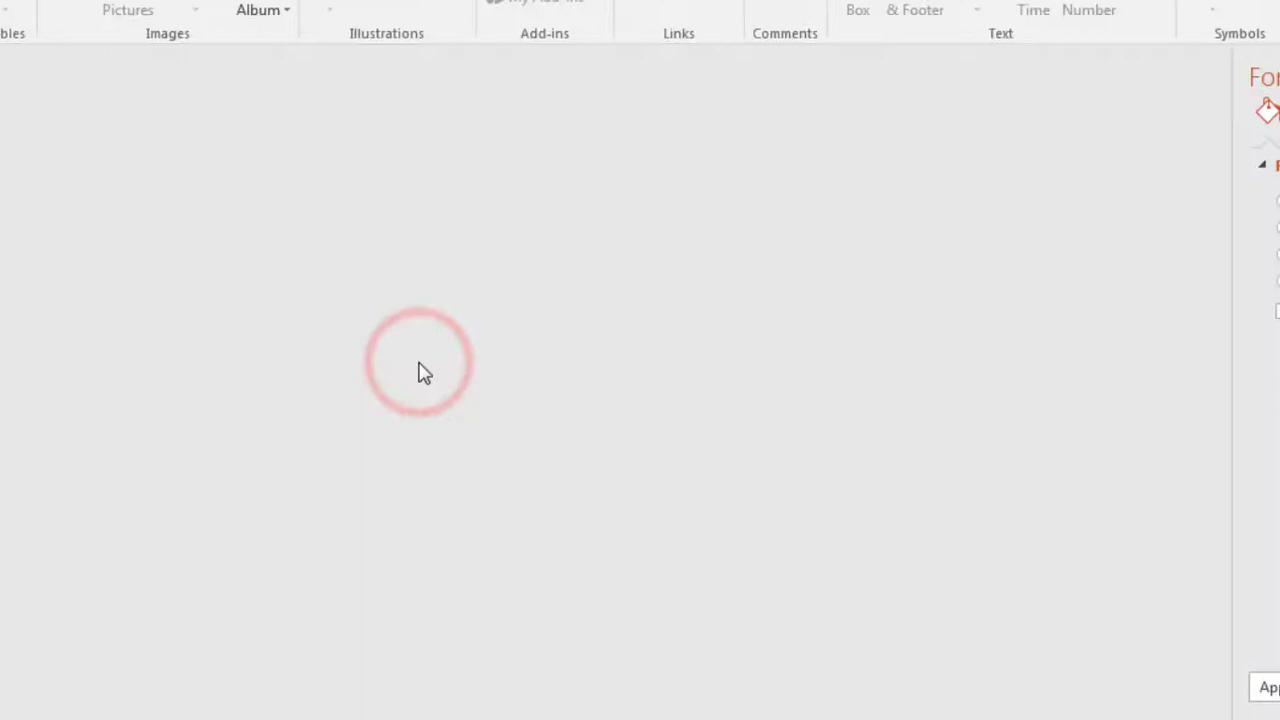 Pictures Album Box & Footer Time Number
bles Images Illustrations Add-ins Links Comments Text Symbols
For
App